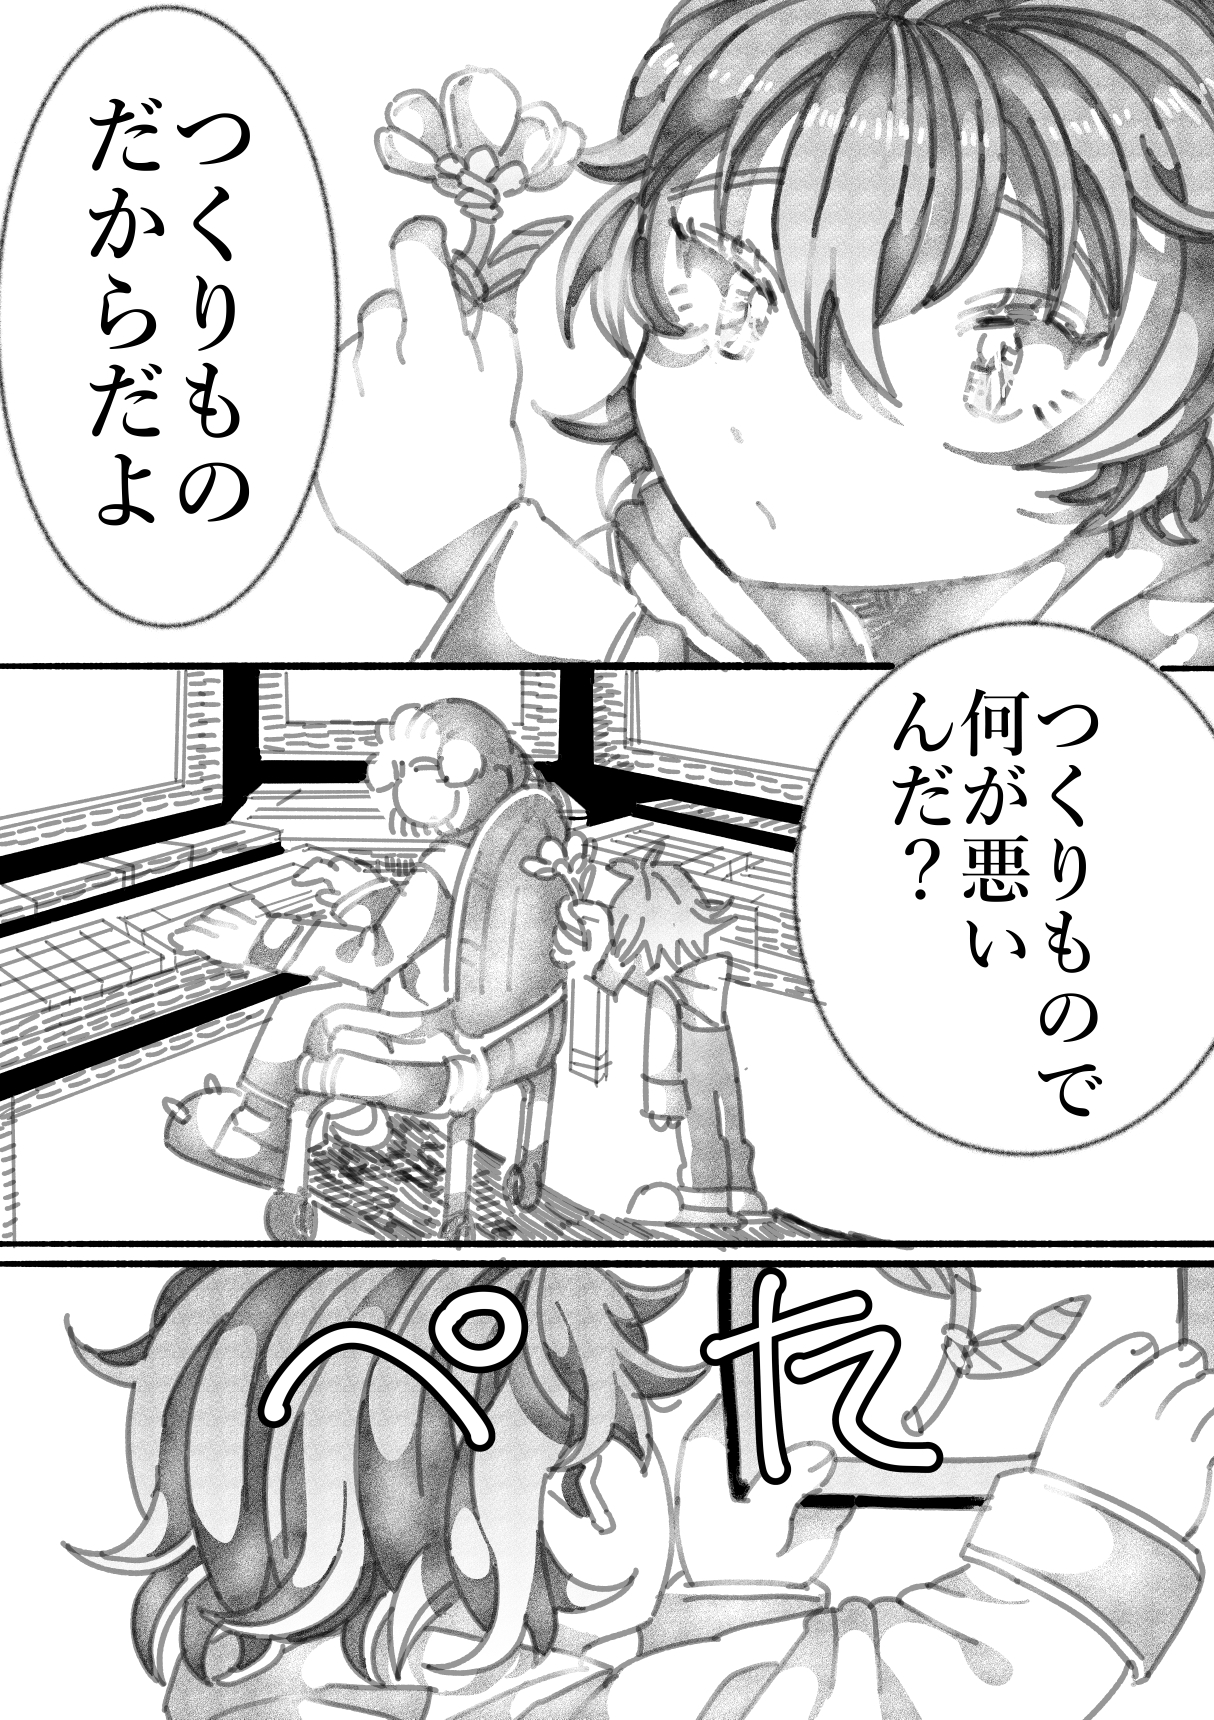 つくりもの
だからだよ
つくりもので
何が悪い
んだ？
ぺた